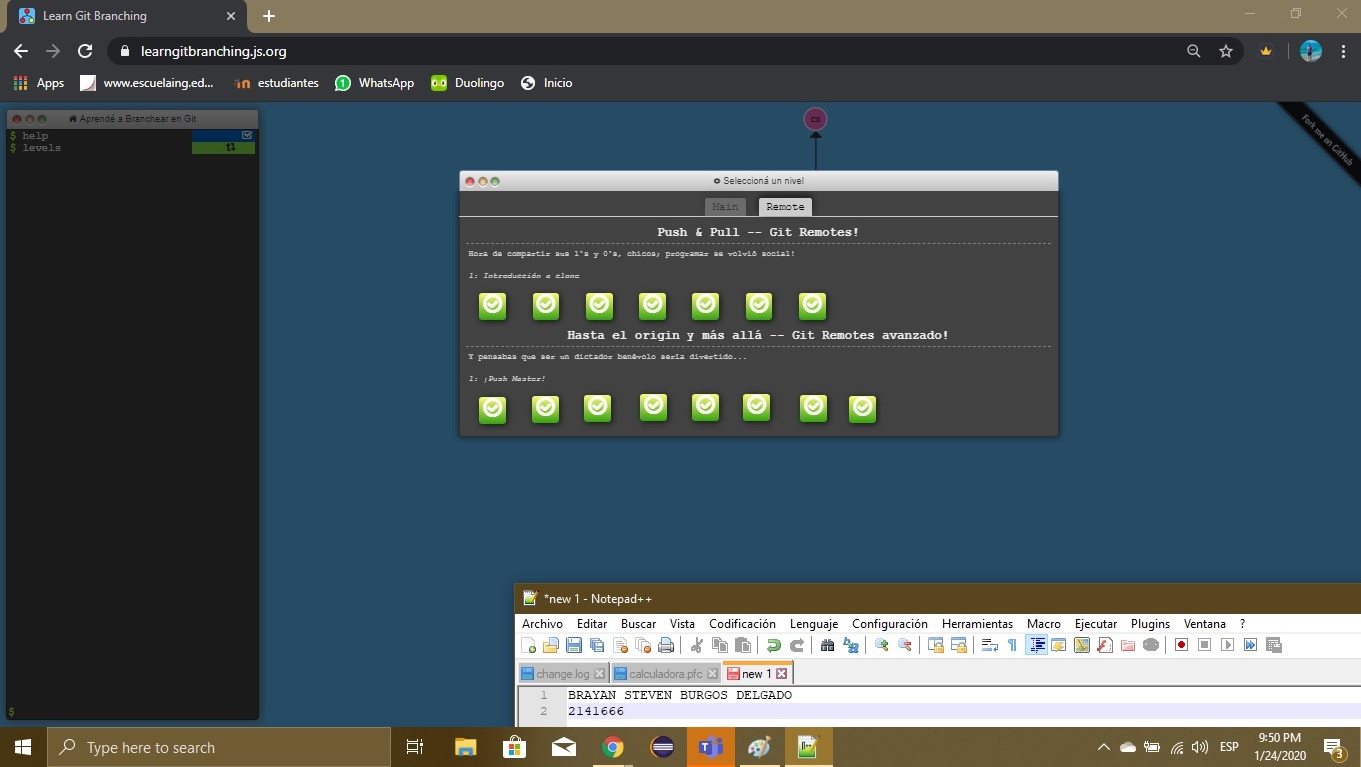 Learn Git Branching
learngitbranching.js.org
Apps www.escuelaing.ed... estudiantes WhatsApp Duolingo Inicio
Aprendé a Branchear en Git
$ help
$ levels
$
C0
Fork me on GitHub
Seleccioná un nivel
Main Remote
Push & Pull -- Git Remotes!
Hora de compartir sus 1's y 0's, chicos; programar se volvió social!
1: Introducción a clone
Hasta el origin y más allá -- Git Remotes avanzado!
Y pensabas que ser un dictador benévolo sería divertido...
1: ¡Push Master!
*new 1 - Notepad++
Archivo Editar Buscar Vista Codificación Lenguaje Configuración Herramientas Macro Ejecutar Plugins Ventana ?
change.log calculadora.pfc new 1
1 BRAYAN STEVEN BURGOS DELGADO
2 2141666
Type here to search
ESP
9:50 PM
1/24/2020
3